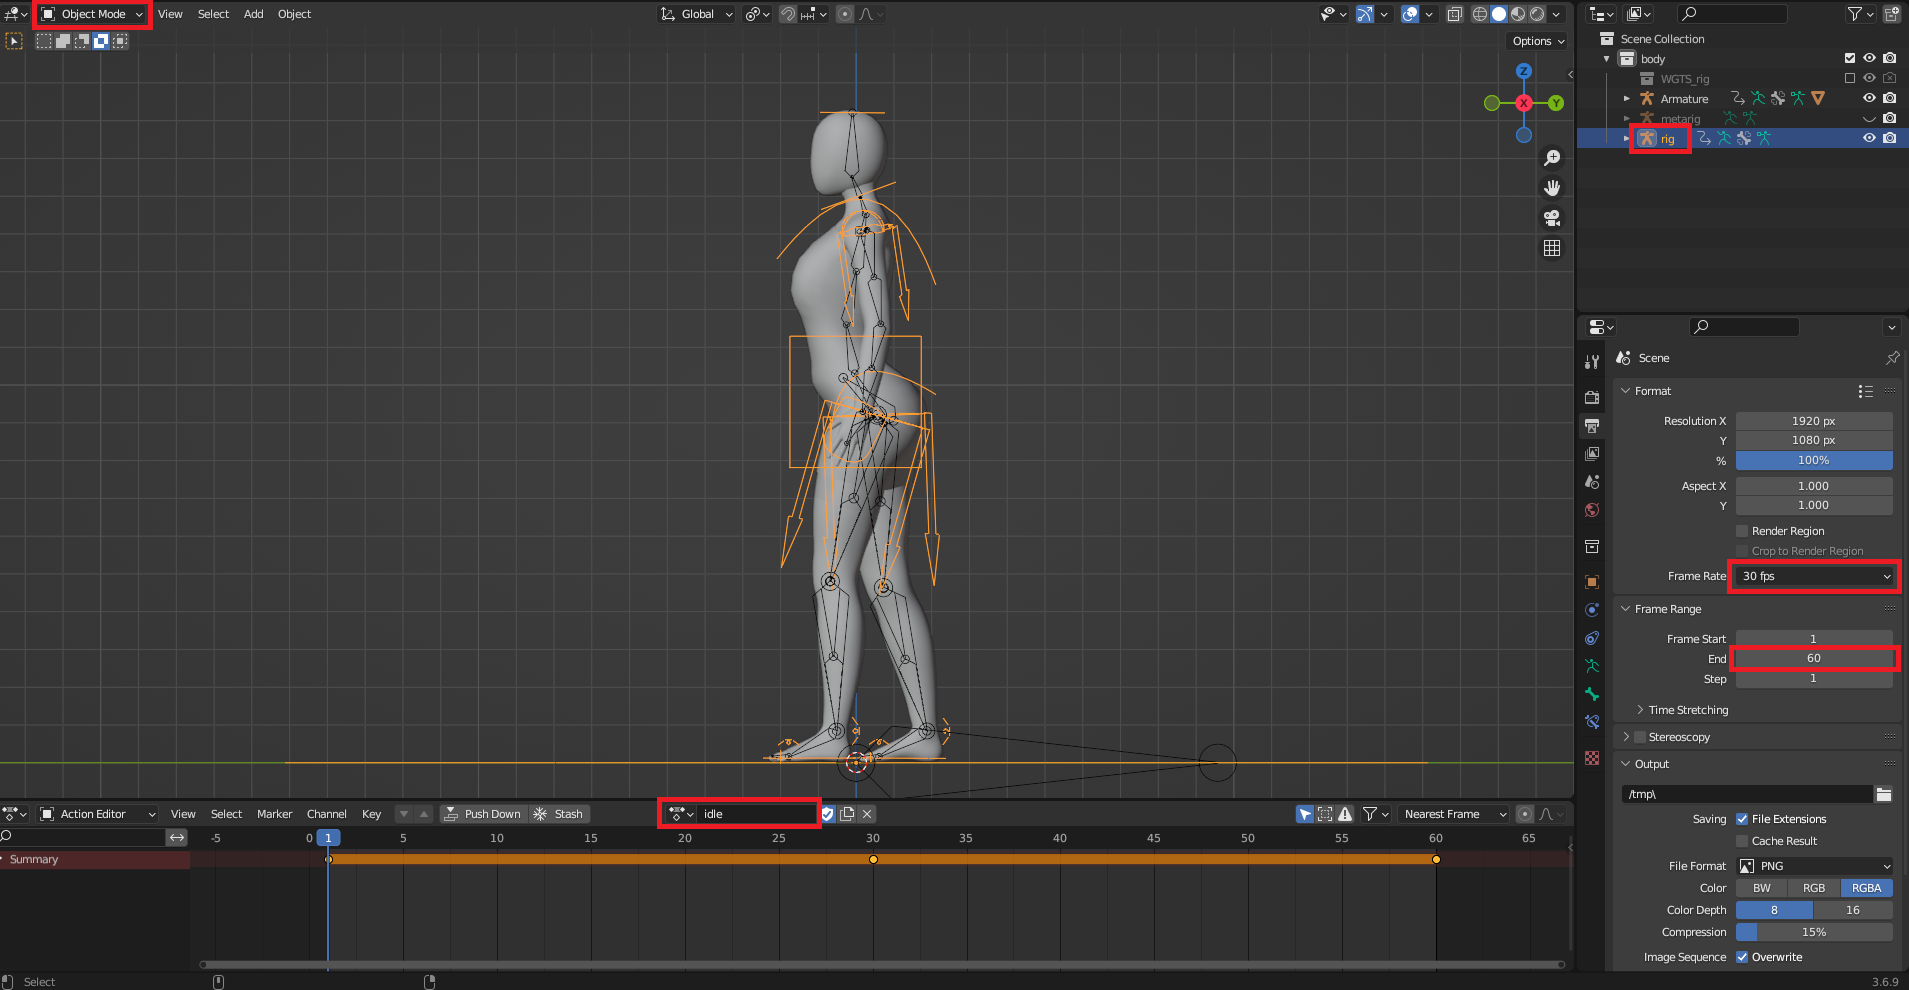 Object Mode View Select Add Object Global
Options
Z
X Y
Scene Collection
body
WGTS_rig
Armature
metarig
rig
Scene
Format
Resolution X 1920 px
Y 1080 px
% 100%
Aspect X 1.000
Y 1.000
Render Region
Crop to Render Region
Frame Rate 30 fps
Frame Range
Frame Start 1
End 60
Step 1
Time Stretching
Stereoscopy
Output
/tmp\
Saving File Extensions
Cache Result
File Format PNG
Color BW RGB RGBA
Color Depth 8 16
Compression 15%
Image Sequence Overwrite
Action Editor View Select Marker Channel Key Push Down Stash idle Nearest Frame
-5 0 1 5 10 15 20 25 30 35 40 45 50 55 60 65
Summary
Select
3.6.9